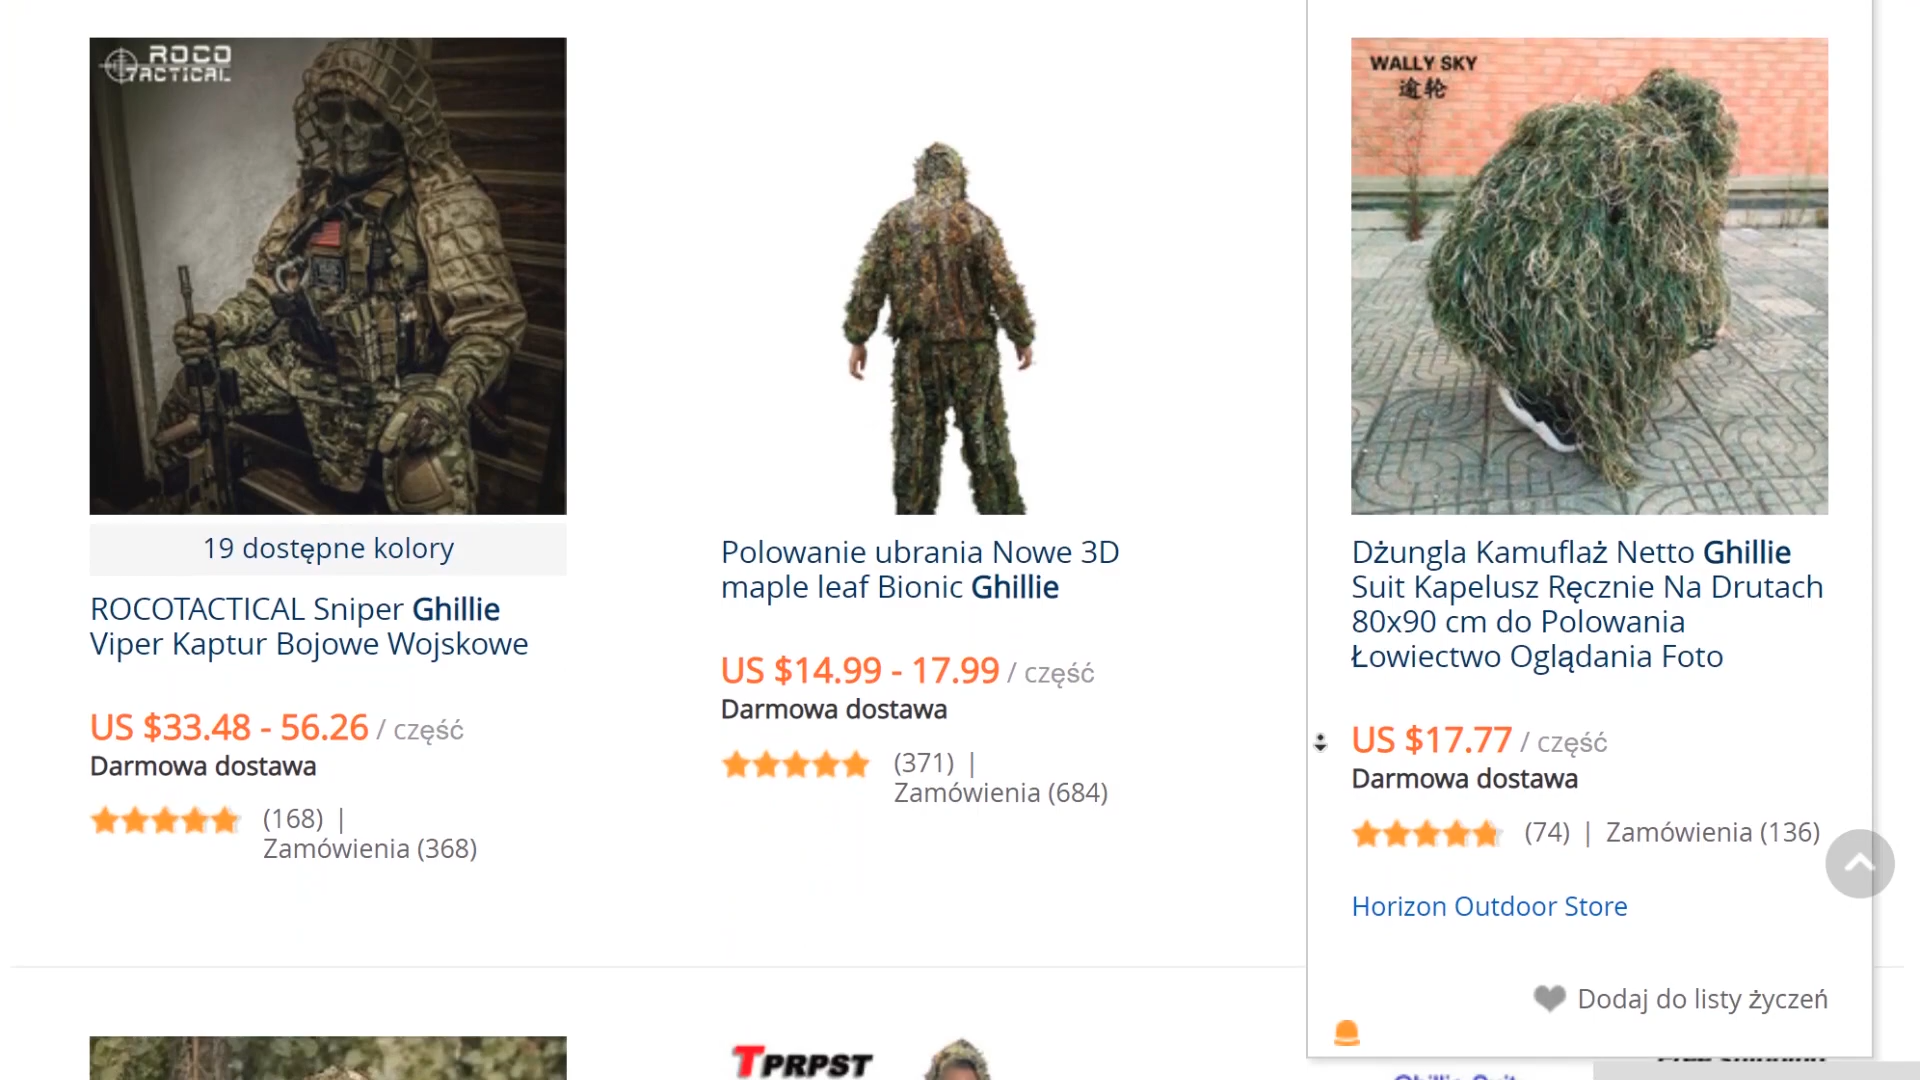 ROCO
TACTICAL
19 dostępne kolory
ROCOTACTICAL Sniper Ghillie
Viper Kaptur Bojowe Wojskowe
US $33.48 - 56.26 / część
Darmowa dostawa
(168) |
Zamówienia (368)
Polowanie ubrania Nowe 3D
maple leaf Bionic Ghillie
US $14.99 - 17.99 / część
Darmowa dostawa
(371) |
Zamówienia (684)
WALLY SKY
逾轮
Dżungla Kamuflaż Netto Ghillie
Suit Kapelusz Ręcznie Na Drutach
80x90 cm do Polowania
Łowiectwo Oglądania Foto
US $17.77 / część
Darmowa dostawa
(74) | Zamówienia (136)
Horizon Outdoor Store
Dodaj do listy życzeń
TPRPST